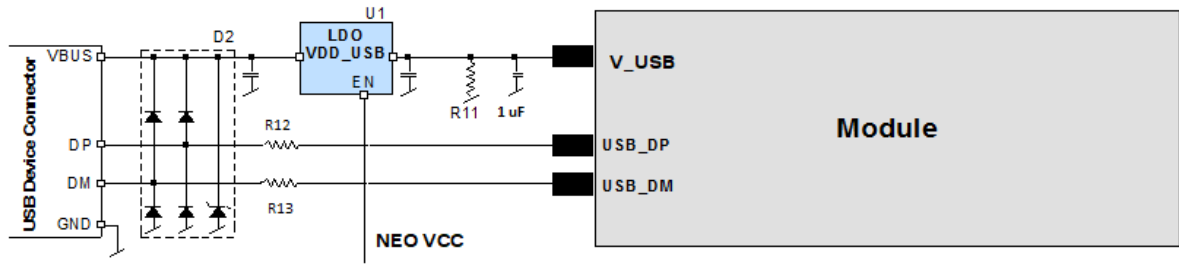 U1
D2
LDO
VDD_USB
EN
VBUS
V_USB
R11
1 uF
Module
R12
DP
USB_DP
DM
USB_DM
R13
GND
NEO VCC
USB Device Connector